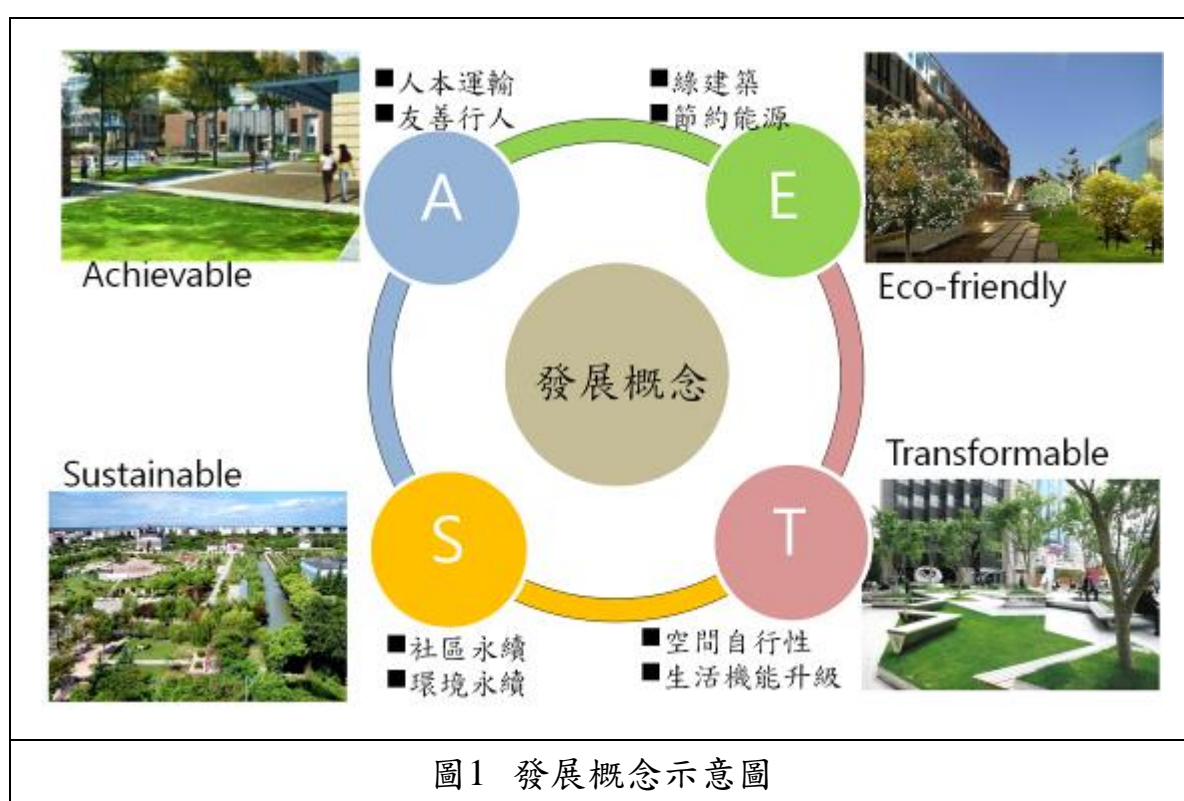 ■人本運輸
■友善行人
■綠建築
■節約能源
A
E
Achievable
Eco-friendly
發展概念
Sustainable
Transformable
S
T
■社區永續
■環境永續
■空間自行性
■生活機能升級
圖1 發展概念示意圖